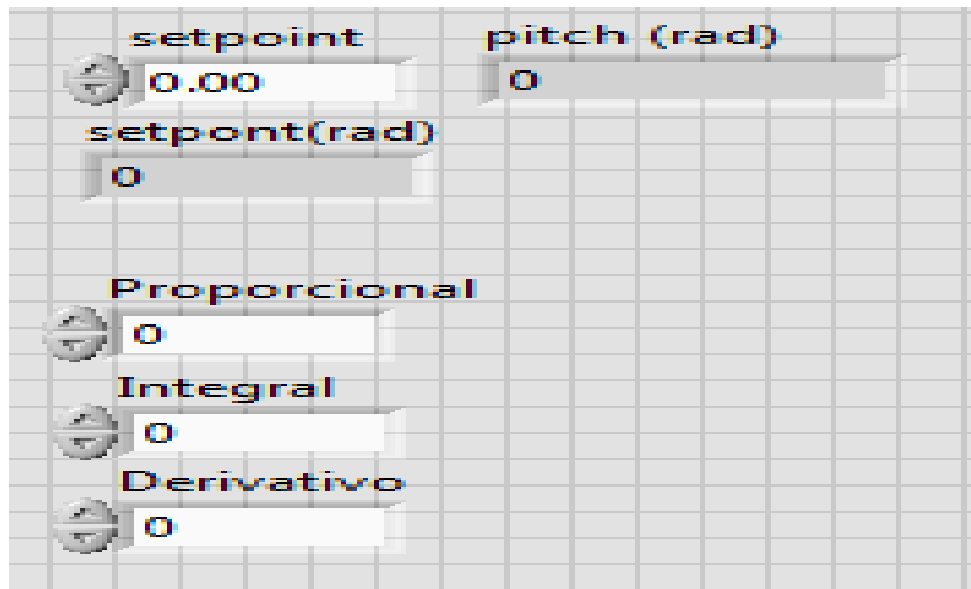 setpoint
0.00
pitch (rad)
0
setpont(rad)
0
Proporcional
0
Integral
0
Derivativo
0